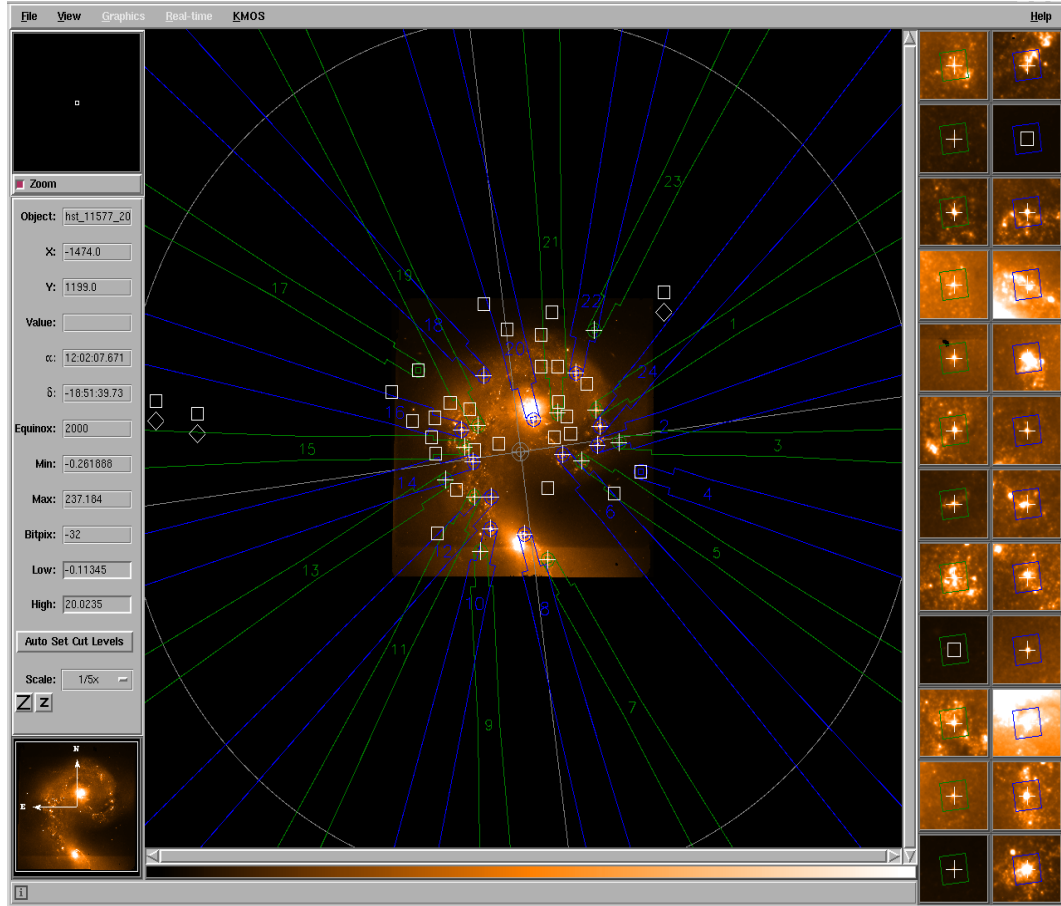 File View Graphics Real-time KMOS Help
Zoom
Object: hst_11577_20
X: -1474.0
Y: 1199.0
Value:
α: 12:02:07.671
δ: -18:51:39.73
Equinox: 2000
Min: -0.261888
Max: 237.184
Bitpix: -32
Low: -0.11345
High: 20.0235
Auto Set Cut Levels
Scale: 1/5x
Z z
N
E
23
21
19
17
22
1
18
20
2
15
3
4
6
5
13
10
8
11
7
9
i